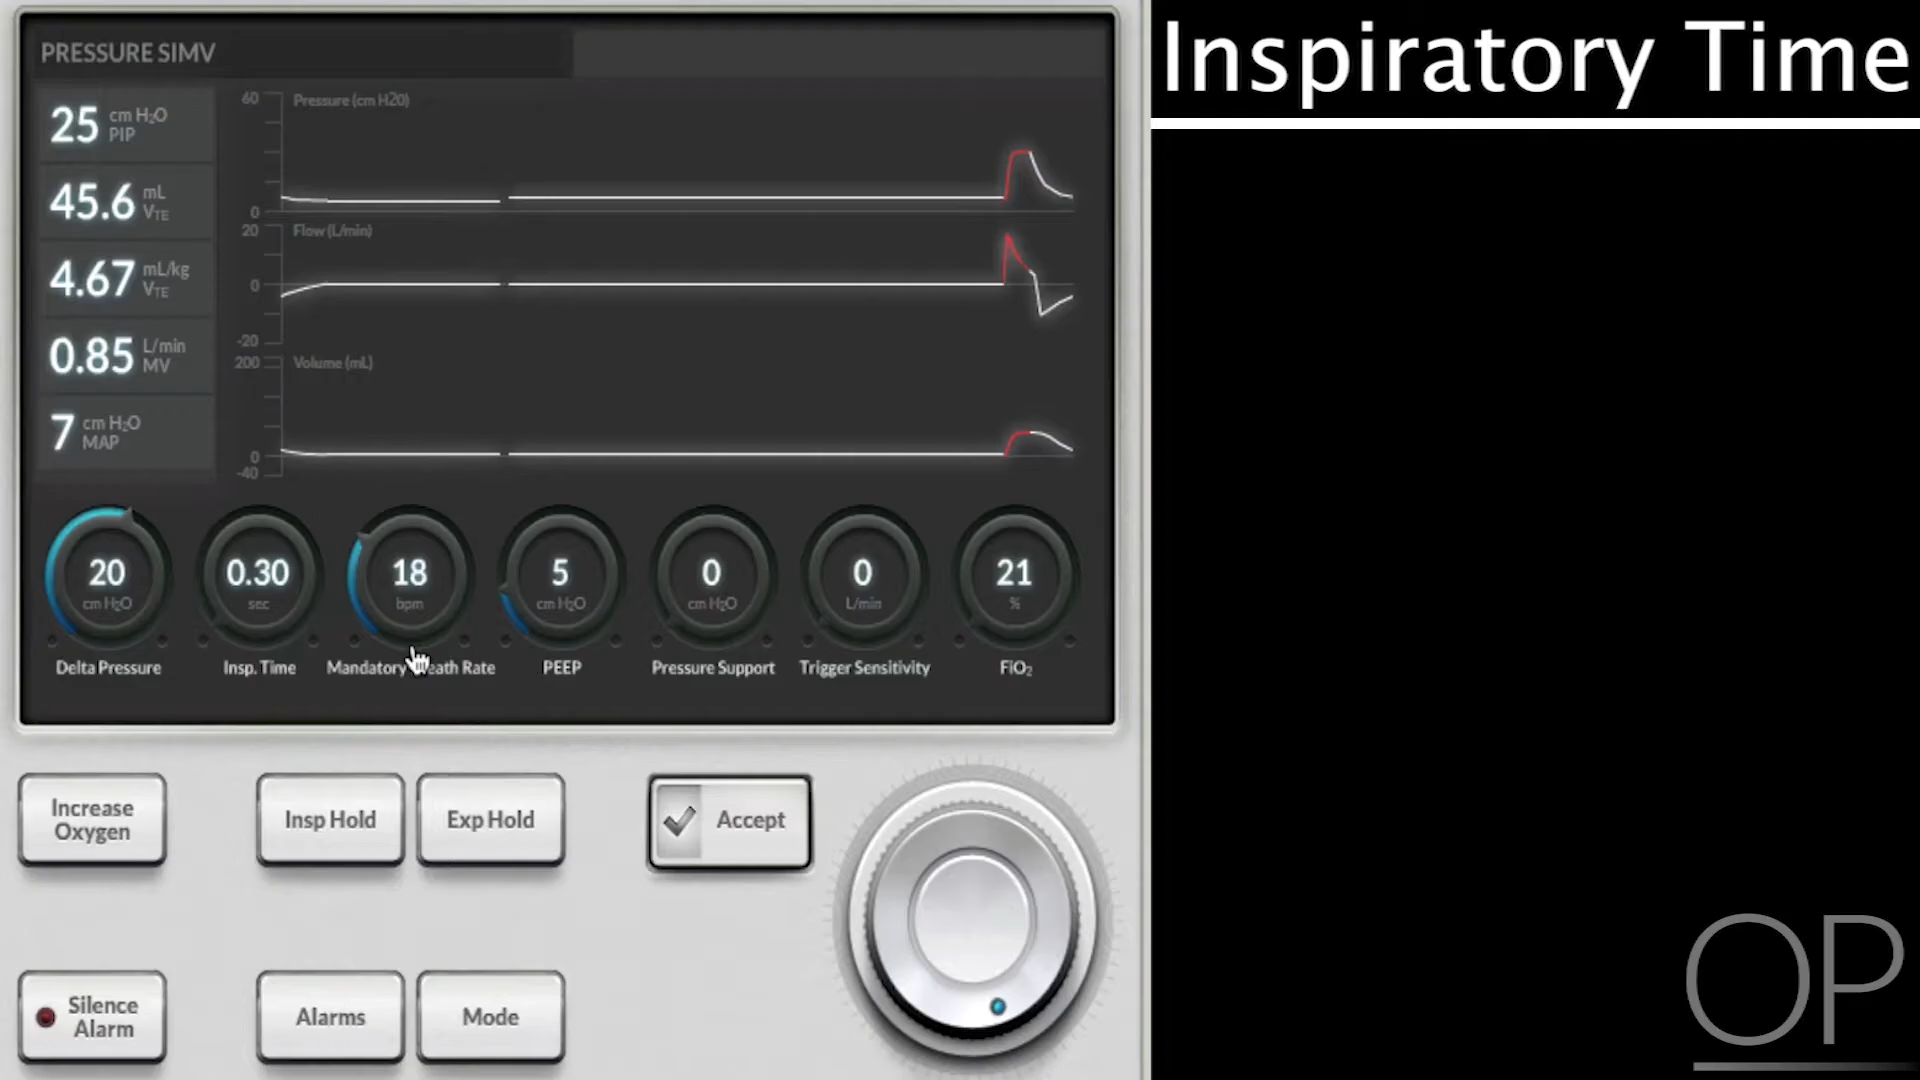 Inspiratory Time
PRESSURE SIMV
25 cm H2O PIP
45.6 mL VTE
4.67 mL/kg VTE
0.85 L/min MV
7 cm H2O MAP
60
Pressure (cm H20)
0
20
Flow (L/min)
0
-20
200
Volume (mL)
0
-40
20 cm H2O
0.30 sec
18 bpm
5 cm H2O
0 cm H2O
0 L/min
21 %
Delta Pressure
Insp. Time
Mandatory Rate
PEEP
Pressure Support
Trigger Sensitivity
FiO2
Increase
Oxygen
Insp Hold
Exp Hold
Accept
Silence
Alarm
Alarms
Mode
OP